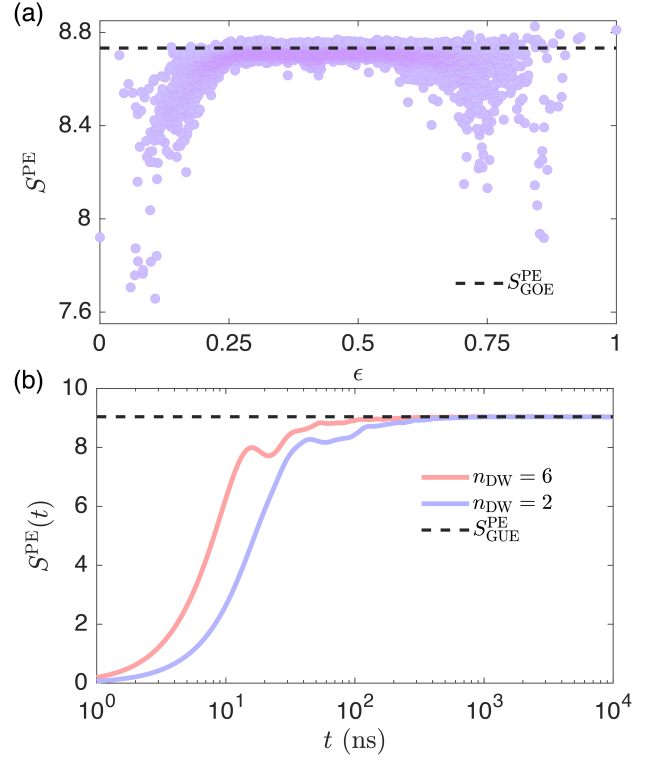 (a)
8.8
8.4
8
7.6
S^PE
S^PE_GOE
0 0.25 0.5 0.75 1
ϵ
(b)
10
8
6
4
2
0
S^PE(t)
n_DW = 6
n_DW = 2
S^PE_GUE
10^0 10^1 10^2 10^3 10^4
t (ns)